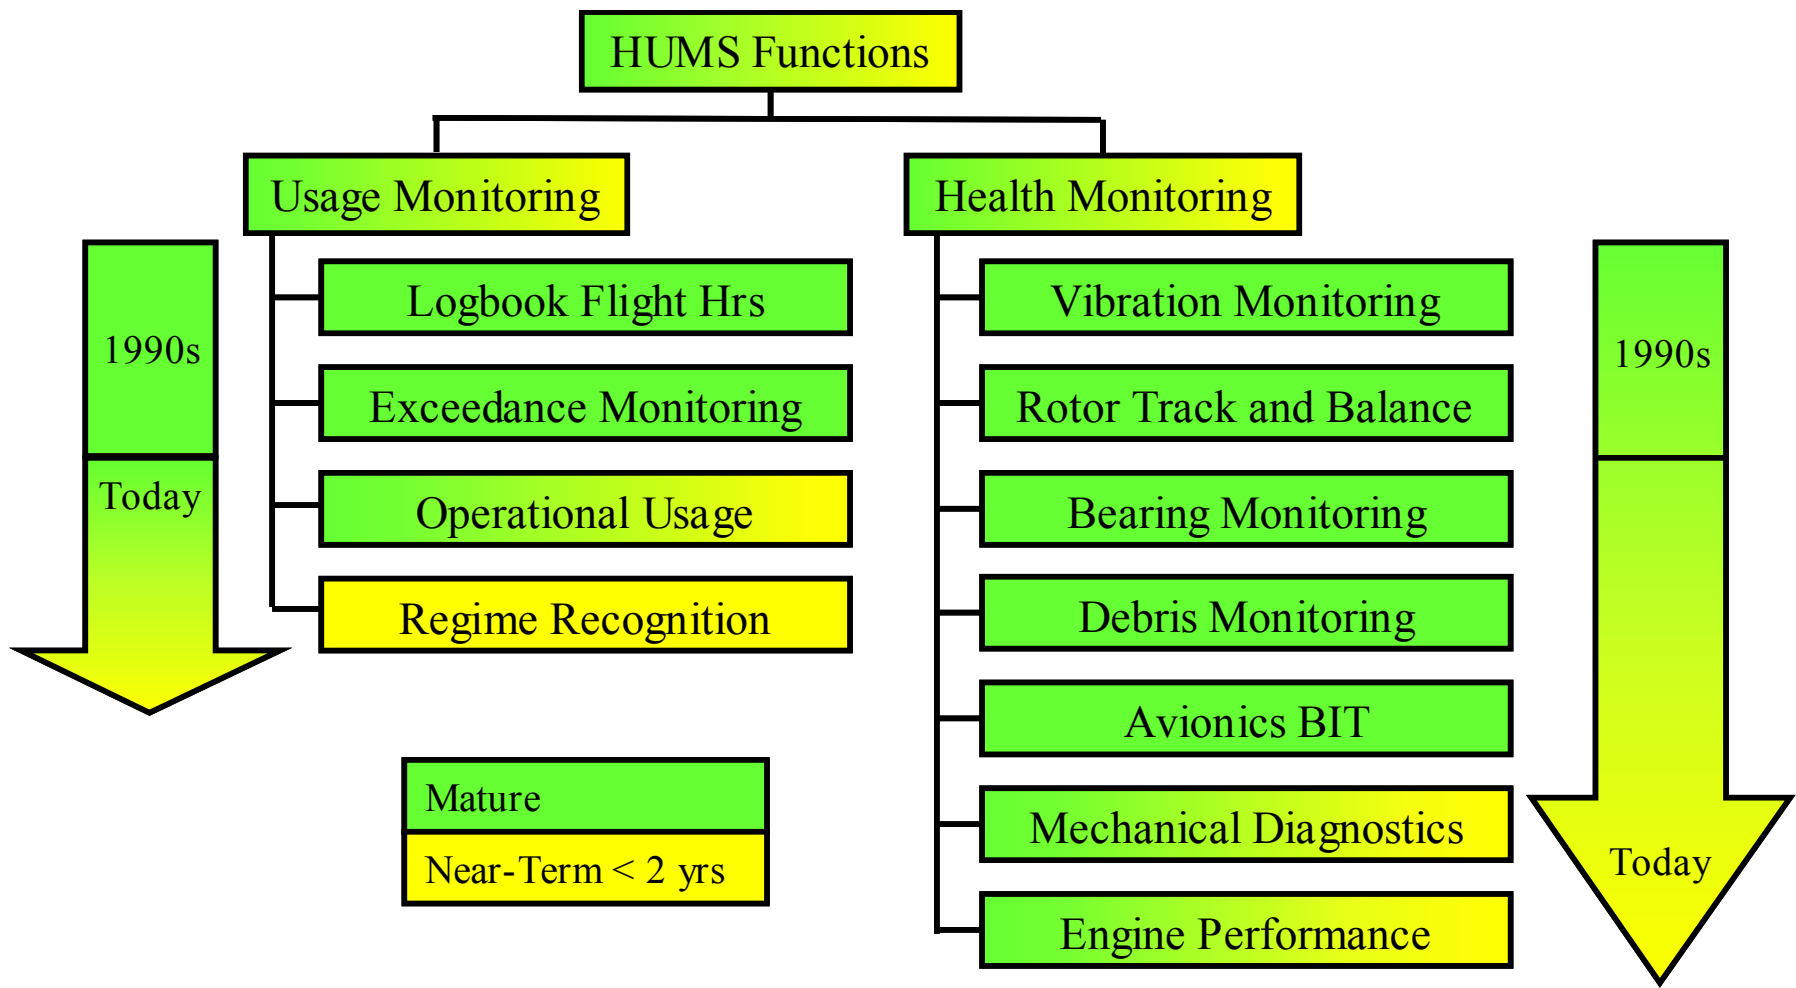 HUMS Functions
Usage Monitoring
Health Monitoring
1990s
Today
Logbook Flight Hrs
Exceedance Monitoring
Operational Usage
Regime Recognition
Vibration Monitoring
Rotor Track and Balance
Bearing Monitoring
Debris Monitoring
Avionics BIT
Mechanical Diagnostics
Engine Performance
1990s
Today
Mature
Near-Term < 2 yrs